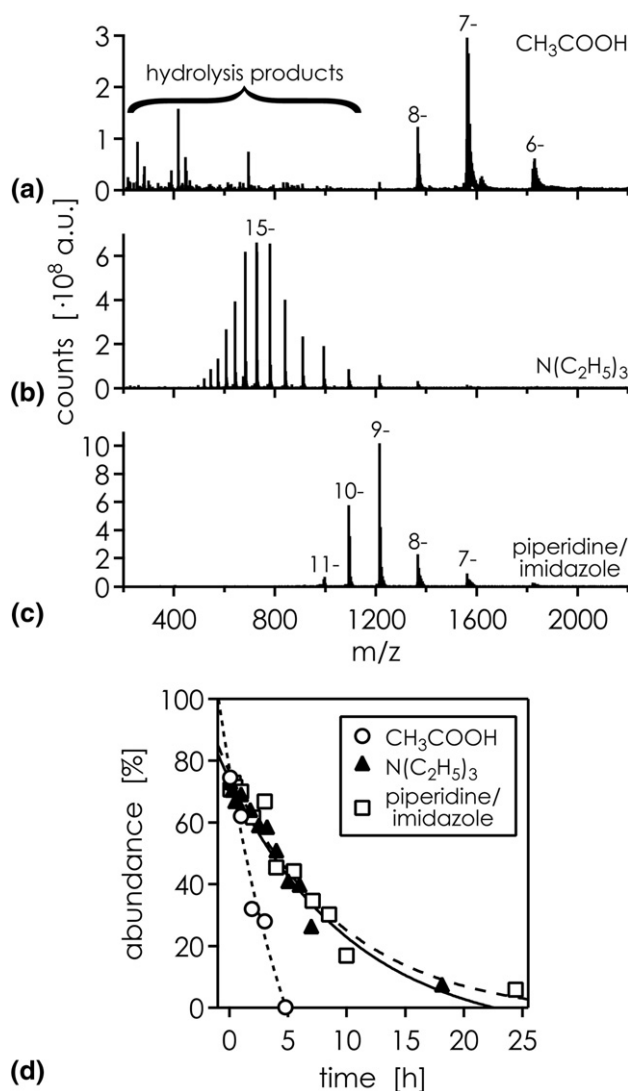 7-
CH₃COOH
3
hydrolysis products
2
8-
1
6-
0
(a)
15-
6
4
2
N(C₂H₅)₃
0
(b)
counts [·10⁸ a.u.]
9-
10
8
10-
6
4
8-
piperidine/
2
11-
7-
imidazole
0
(c)
400 800 1200 1600 2000
m/z
100
CH₃COOH
80
N(C₂H₅)₃
piperidine/
imidazole
60
40
20
0
abundance [%]
0 5 10 15 20 25
(d)
time [h]